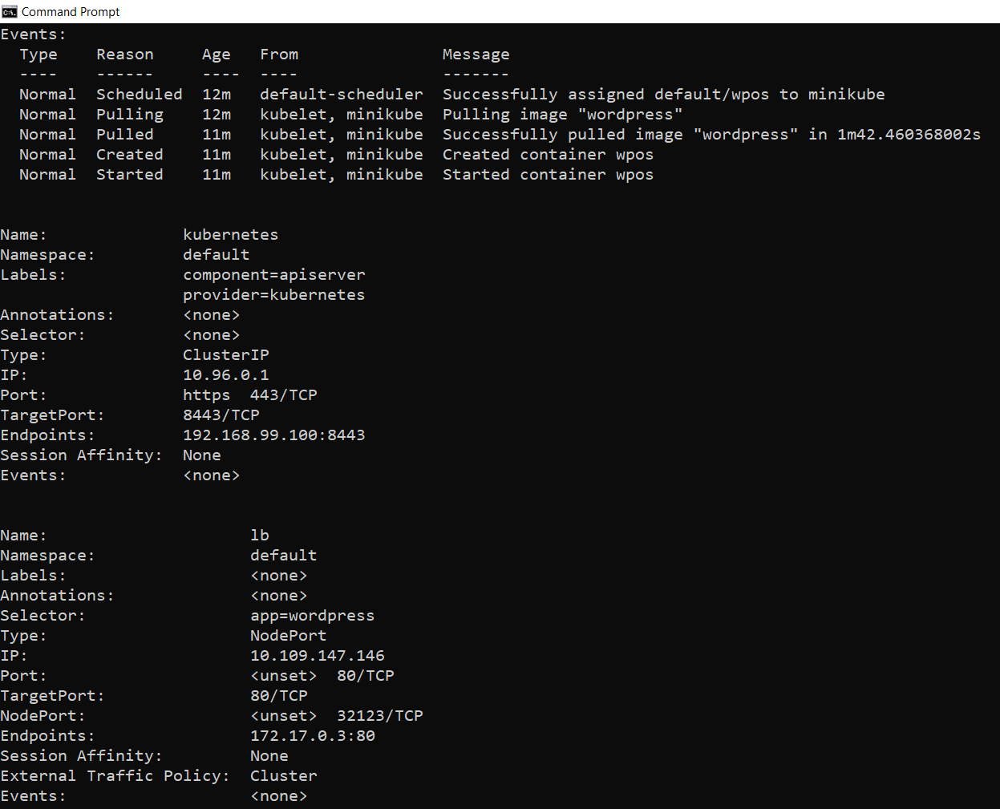 Command Prompt
Events:
  Type    Reason     Age   From               Message
  ----    ------     ----  ----               -------
  Normal  Scheduled  12m   default-scheduler  Successfully assigned default/wpos to minikube
  Normal  Pulling    12m   kubelet, minikube  Pulling image "wordpress"
  Normal  Pulled     11m   kubelet, minikube  Successfully pulled image "wordpress" in 1m42.460368002s
  Normal  Created    11m   kubelet, minikube  Created container wpos
  Normal  Started    11m   kubelet, minikube  Started container wpos
Name:              kubernetes
Namespace:         default
Labels:            component=apiserver
                   provider=kubernetes
Annotations:       <none>
Selector:          <none>
Type:              ClusterIP
IP:                10.96.0.1
Port:              https  443/TCP
TargetPort:        8443/TCP
Endpoints:         192.168.99.100:8443
Session Affinity:  None
Events:            <none>
Name:                     lb
Namespace:                default
Labels:                   <none>
Annotations:              <none>
Selector:                 app=wordpress
Type:                     NodePort
IP:                       10.109.147.146
Port:                     <unset>  80/TCP
TargetPort:               80/TCP
NodePort:                 <unset>  32123/TCP
Endpoints:                172.17.0.3:80
Session Affinity:         None
External Traffic Policy:  Cluster
Events:                   <none>